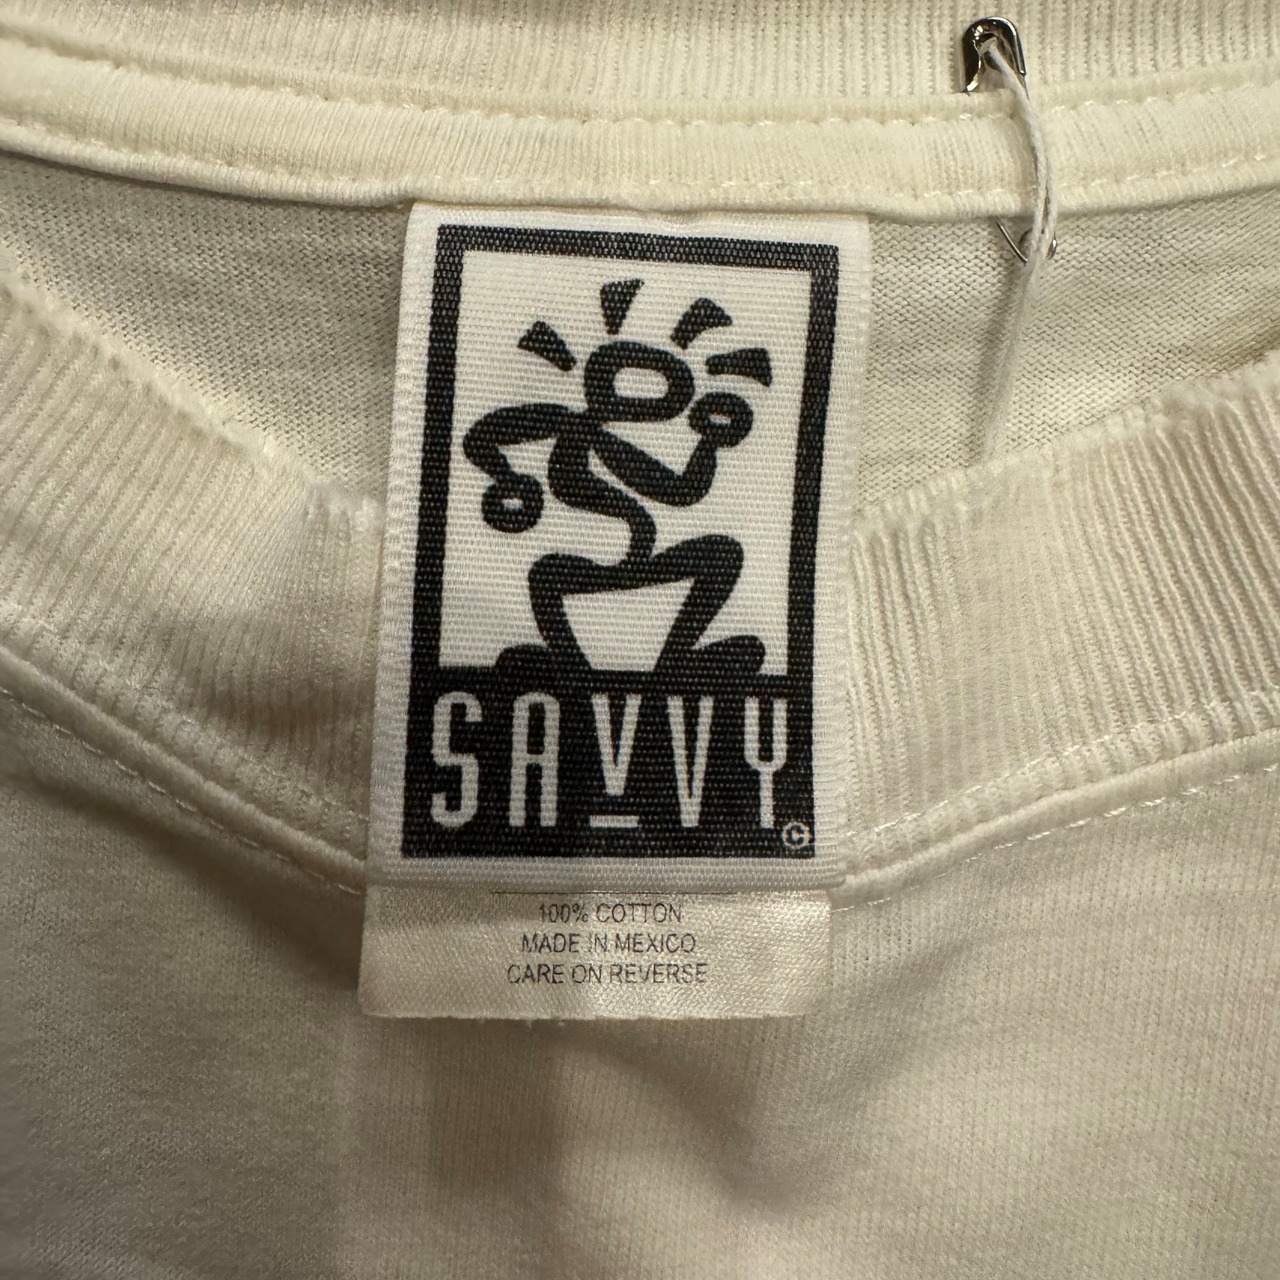 SAVVY
©
100% COTTON
MADE IN MEXICO
CARE ON REVERSE